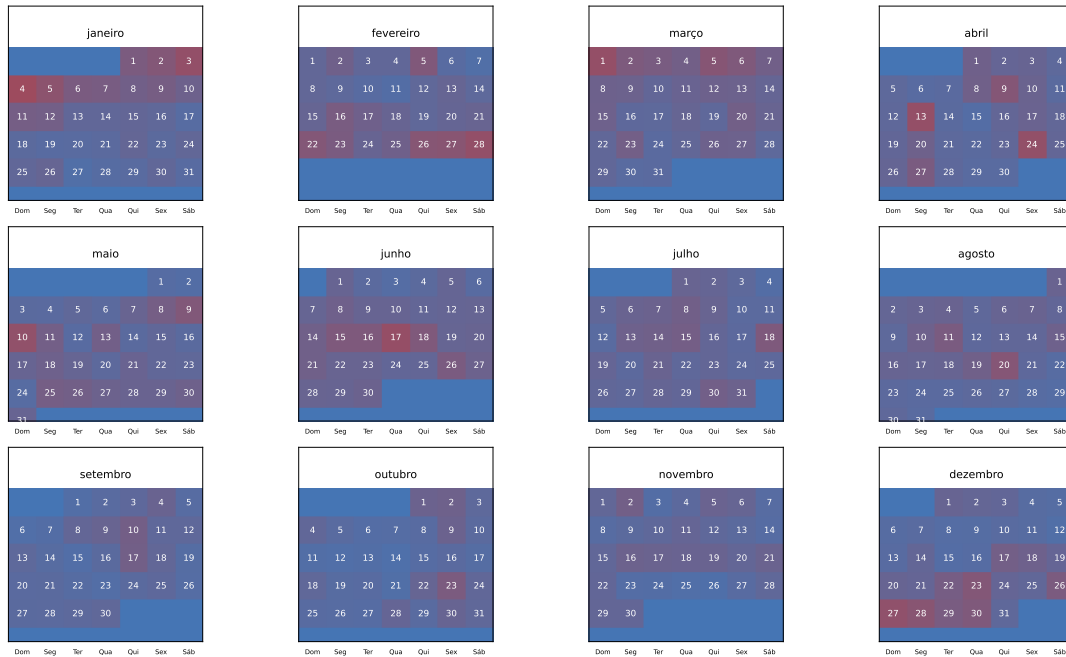 janeiro
1 2 3
4 5 6 7 8 9 10
11 12 13 14 15 16 17
18 19 20 21 22 23 24
25 26 27 28 29 30 31
Dom Seg Ter Qua Qui Sex Sáb
fevereiro
1 2 3 4 5 6 7
8 9 10 11 12 13 14
15 16 17 18 19 20 21
22 23 24 25 26 27 28
Dom Seg Ter Qua Qui Sex Sáb
março
1 2 3 4 5 6 7
8 9 10 11 12 13 14
15 16 17 18 19 20 21
22 23 24 25 26 27 28
29 30 31
Dom Seg Ter Qua Qui Sex Sáb
abril
1 2 3 4
5 6 7 8 9 10 11
12 13 14 15 16 17 18
19 20 21 22 23 24 25
26 27 28 29 30
Dom Seg Ter Qua Qui Sex Sáb
maio
1 2
3 4 5 6 7 8 9
10 11 12 13 14 15 16
17 18 19 20 21 22 23
24 25 26 27 28 29 30
31
Dom Seg Ter Qua Qui Sex Sáb
junho
1 2 3 4 5 6
7 8 9 10 11 12 13
14 15 16 17 18 19 20
21 22 23 24 25 26 27
28 29 30
Dom Seg Ter Qua Qui Sex Sáb
julho
1 2 3 4
5 6 7 8 9 10 11
12 13 14 15 16 17 18
19 20 21 22 23 24 25
26 27 28 29 30 31
Dom Seg Ter Qua Qui Sex Sáb
agosto
1
2 3 4 5 6 7 8
9 10 11 12 13 14 15
16 17 18 19 20 21 22
23 24 25 26 27 28 29
30 31
Dom Seg Ter Qua Qui Sex Sáb
setembro
1 2 3 4 5
6 7 8 9 10 11 12
13 14 15 16 17 18 19
20 21 22 23 24 25 26
27 28 29 30
Dom Seg Ter Qua Qui Sex Sáb
outubro
1 2 3
4 5 6 7 8 9 10
11 12 13 14 15 16 17
18 19 20 21 22 23 24
25 26 27 28 29 30 31
Dom Seg Ter Qua Qui Sex Sáb
novembro
1 2 3 4 5 6 7
8 9 10 11 12 13 14
15 16 17 18 19 20 21
22 23 24 25 26 27 28
29 30
Dom Seg Ter Qua Qui Sex Sáb
dezembro
1 2 3 4 5
6 7 8 9 10 11 12
13 14 15 16 17 18 19
20 21 22 23 24 25 26
27 28 29 30 31
Dom Seg Ter Qua Qui Sex Sáb